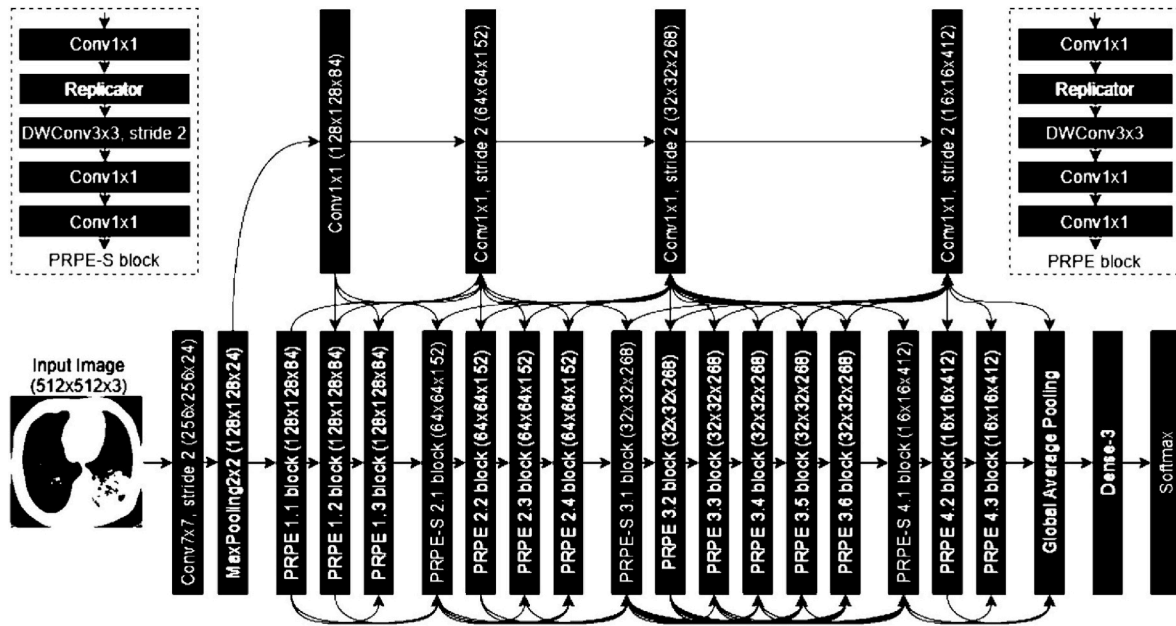 Conv1x1
Replicator
DWConv3x3, stride 2
Conv1x1
Conv1x1
PRPE-S block
Conv1x1 (128x128x84)
Conv1x1, stride 2 (64x64x152)
Conv1x1, stride 2 (32x32x268)
Conv1x1, stride 2 (16x16x412)
Conv1x1
Replicator
DWConv3x3
Conv1x1
Conv1x1
PRPE block
Input Image
(512x512x3)
Conv7x7, stride 2 (256x256x24)
MaxPooling2x2 (128x128x24)
PRPE 1.1 block (128x128x84)
PRPE 1.2 block (128x128x84)
PRPE 1.3 block (128x128x84)
PRPE-S 2.1 block (64x64x152)
PRPE 2.2 block (64x64x152)
PRPE 2.3 block (64x64x152)
PRPE 2.4 block (64x64x152)
PRPE-S 3.1 block (32x32x268)
PRPE 3.2 block (32x32x268)
PRPE 3.3 block (32x32x268)
PRPE 3.4 block (32x32x268)
PRPE 3.5 block (32x32x268)
PRPE 3.6 block (32x32x268)
PRPE-S 4.1 block (16x16x412)
PRPE 4.2 block (16x16x412)
PRPE 4.3 block (16x16x412)
Global Average Pooling
Dense-3
Softmax